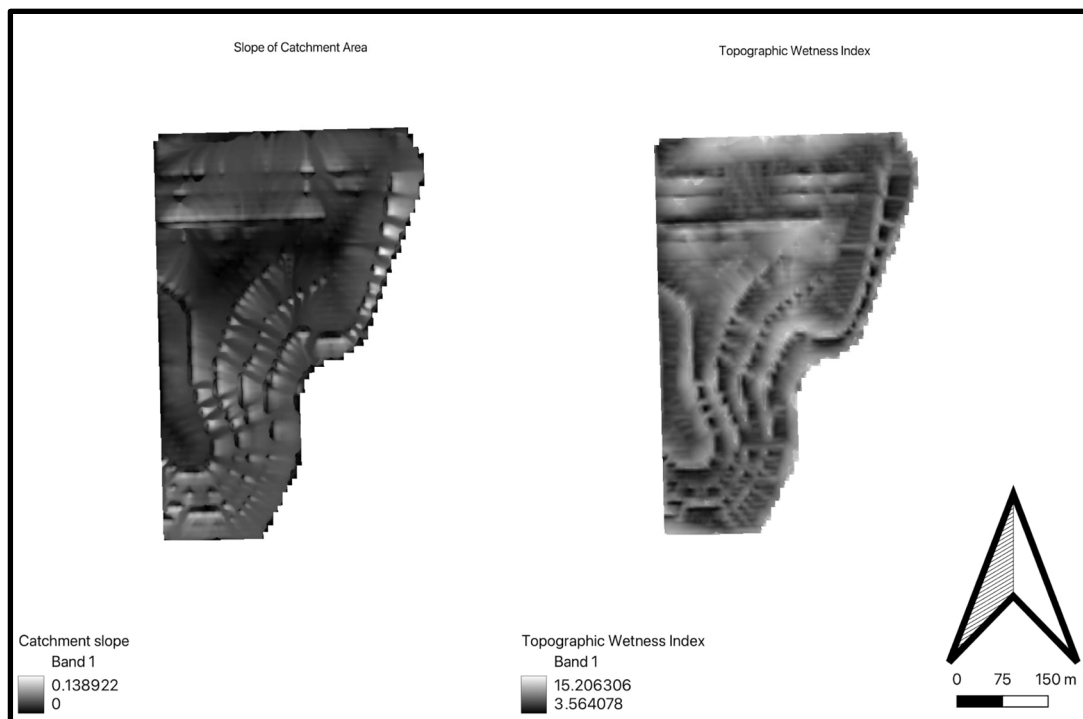 Slope of Catchment Area
Topographic Wetness Index
Catchment slope
Band 1
0.138922
0
Topographic Wetness Index
Band 1
15.206306
3.564078
0 75 150 m